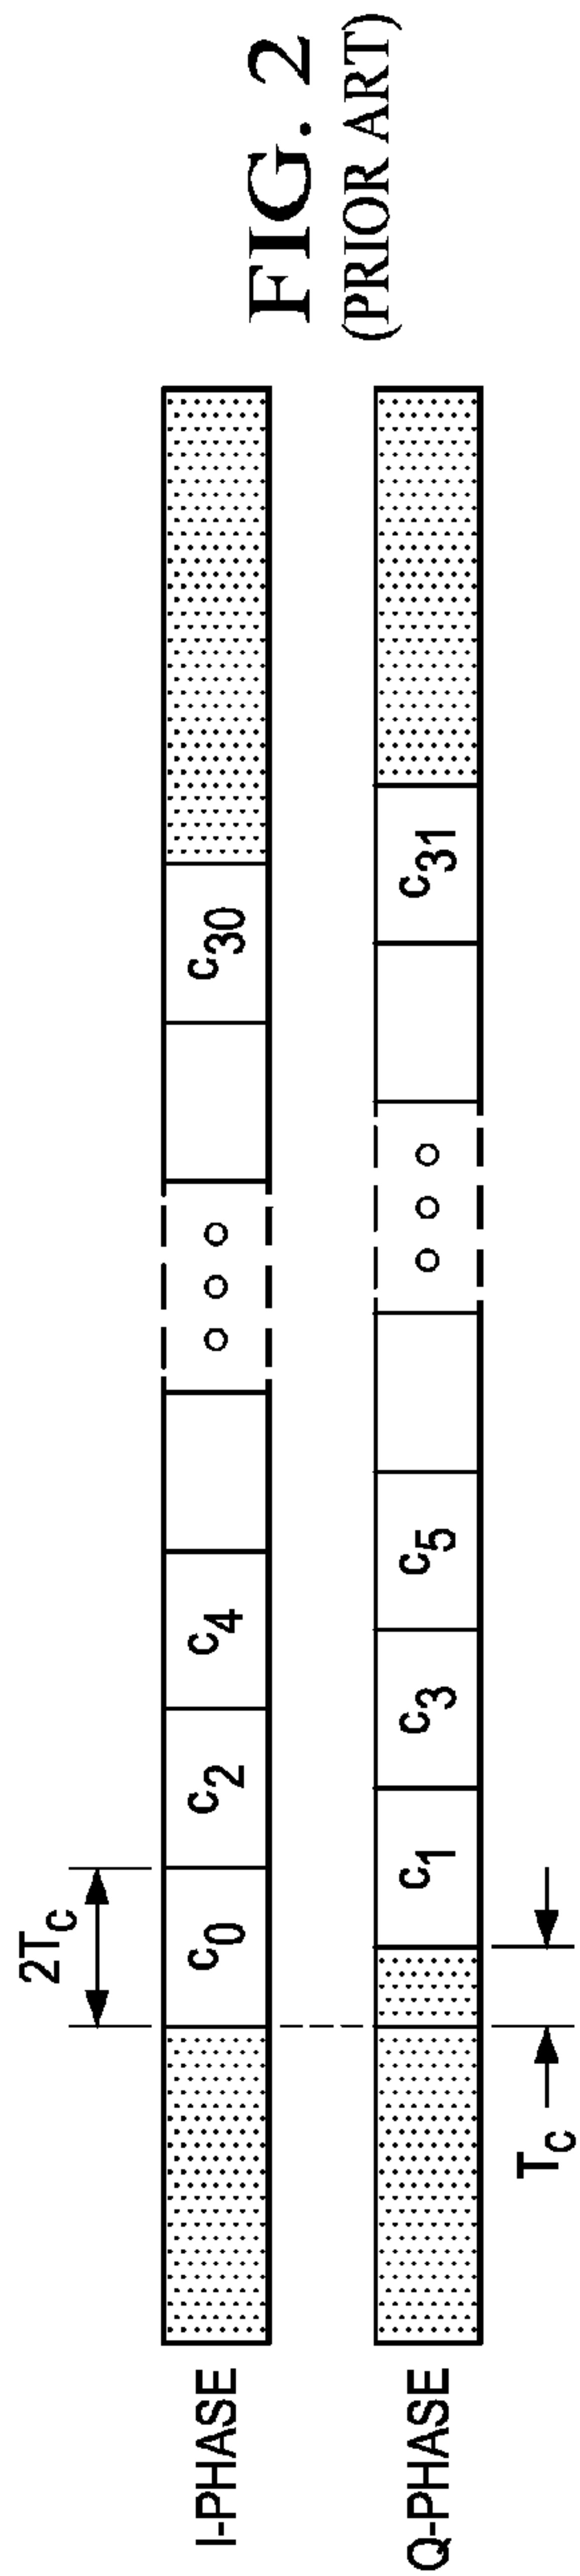 2T_C
I-PHASE c_0 c_2 c_4 c_30
Q-PHASE c_1 c_3 c_5 c_31
T_C
FIG. 2
(PRIOR ART)